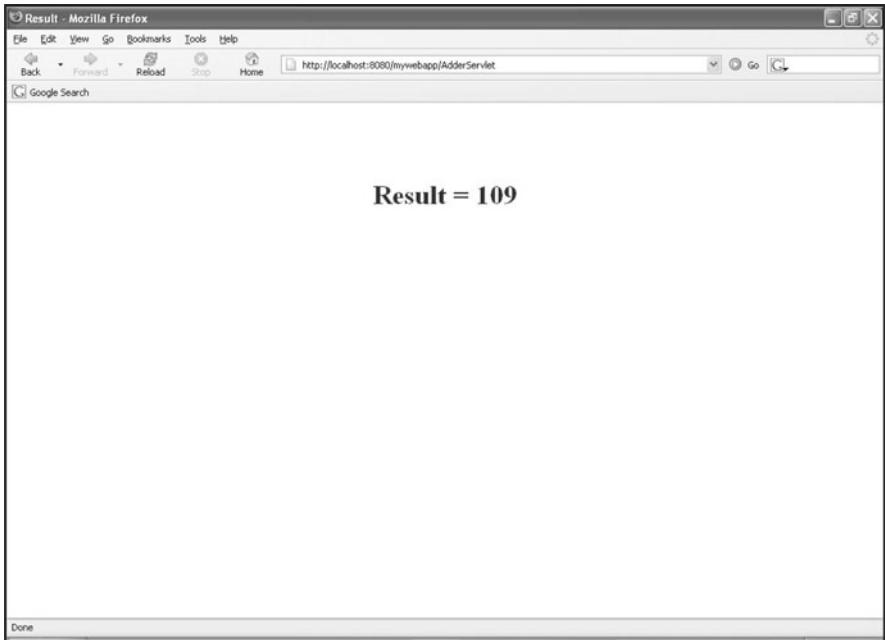 Result - Mozilla Firefox
File Edit View Go Bookmarks Tools Help
Back Forward Reload Stop Home http://localhost:8080/mywebapp/AdderServlet Go G
G Google Search
Result = 109
Done